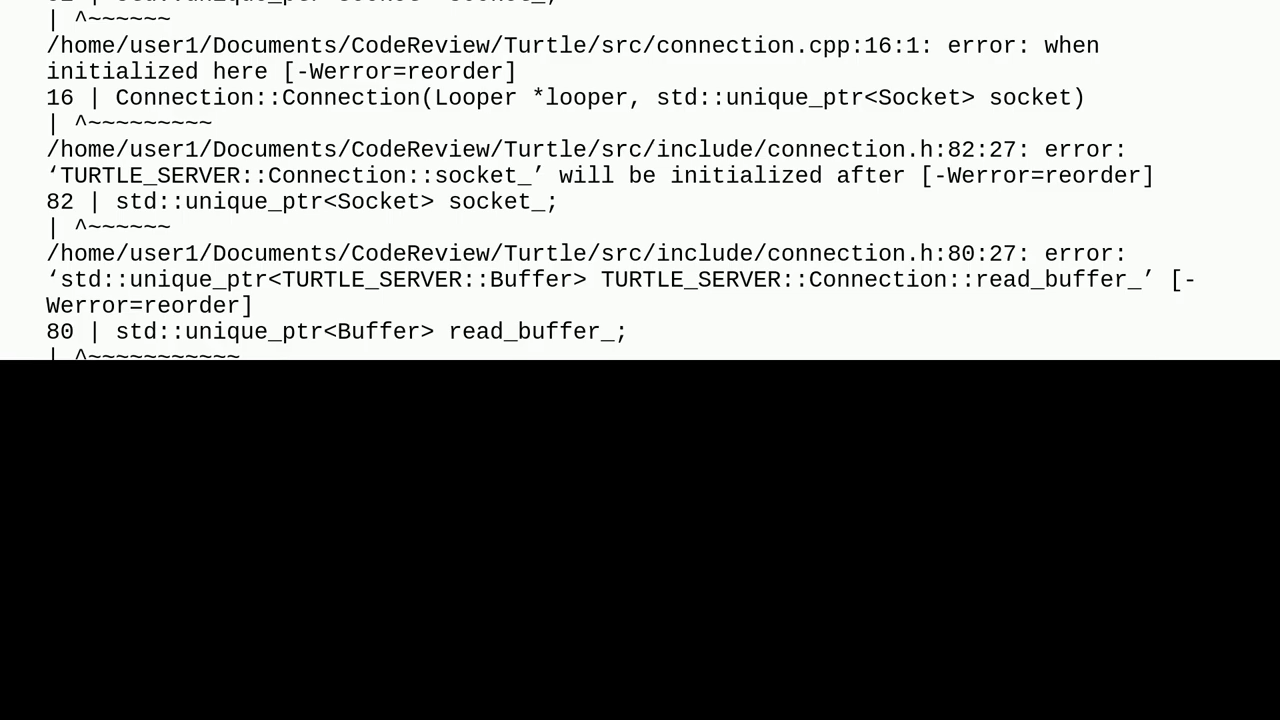 | ^~~~~~~
/home/user1/Documents/CodeReview/Turtle/src/connection.cpp:16:1: error: when
initialized here [-Werror=reorder]
16 | Connection::Connection(Looper *looper, std::unique_ptr<Socket> socket)
| ^~~~~~~~~~
/home/user1/Documents/CodeReview/Turtle/src/include/connection.h:82:27: error:
‘TURTLE_SERVER::Connection::socket_’ will be initialized after [-Werror=reorder]
82 | std::unique_ptr<Socket> socket_;
| ^~~~~~~
/home/user1/Documents/CodeReview/Turtle/src/include/connection.h:80:27: error:
‘std::unique_ptr<TURTLE_SERVER::Buffer> TURTLE_SERVER::Connection::read_buffer_’ [-
Werror=reorder]
80 | std::unique_ptr<Buffer> read_buffer_;
| ^~~~~~~~~~~~